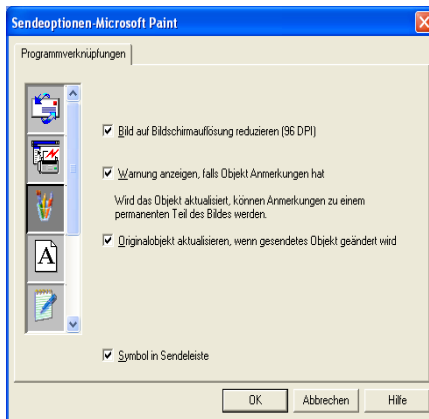 Sendeoptionen-Microsoft Paint
Programmverknüpfungen
Bild auf Bildschirmauflösung reduzieren (96 DPI)
Warnung anzeigen, falls Objekt Anmerkungen hat
Wird das Objekt aktualisiert, können Anmerkungen zu einem
permanenten Teil des Bildes werden.
Originalobjekt aktualisieren, wenn gesendetes Objekt geändert wird
A
Symbol in Sendeleiste
OK Abbrechen Hilfe